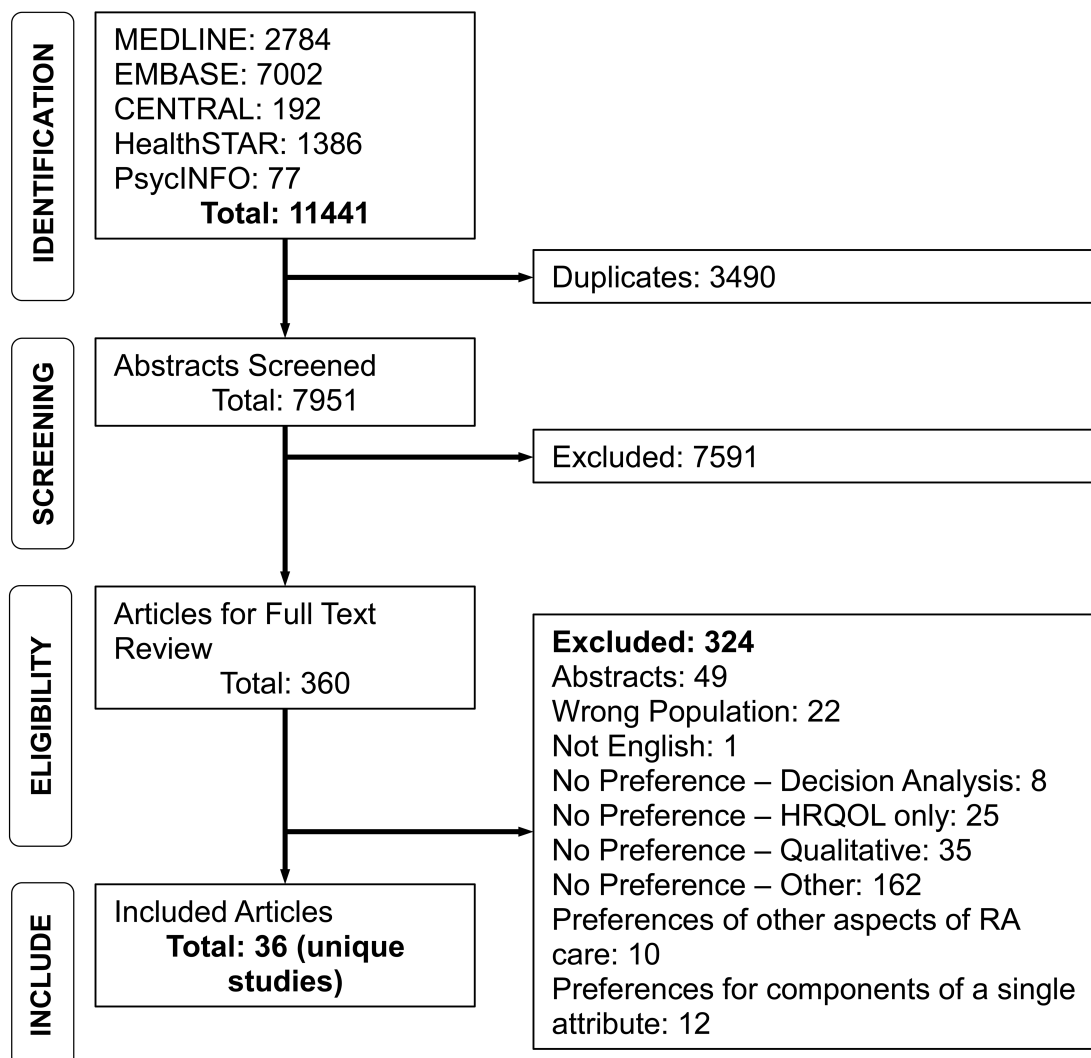 IDENTIFICATION
MEDLINE: 2784
EMBASE: 7002
CENTRAL: 192
HealthSTAR: 1386
PsycINFO: 77
Total: 11441
Duplicates: 3490
SCREENING
Abstracts Screened
Total: 7951
Excluded: 7591
ELIGIBILITY
Articles for Full Text
Review
Total: 360
Excluded: 324
Abstracts: 49
Wrong Population: 22
Not English: 1
No Preference – Decision Analysis: 8
No Preference – HRQOL only: 25
No Preference – Qualitative: 35
No Preference – Other: 162
Preferences of other aspects of RA
care: 10
Preferences for components of a single
attribute: 12
INCLUDE
Included Articles
Total: 36 (unique
studies)